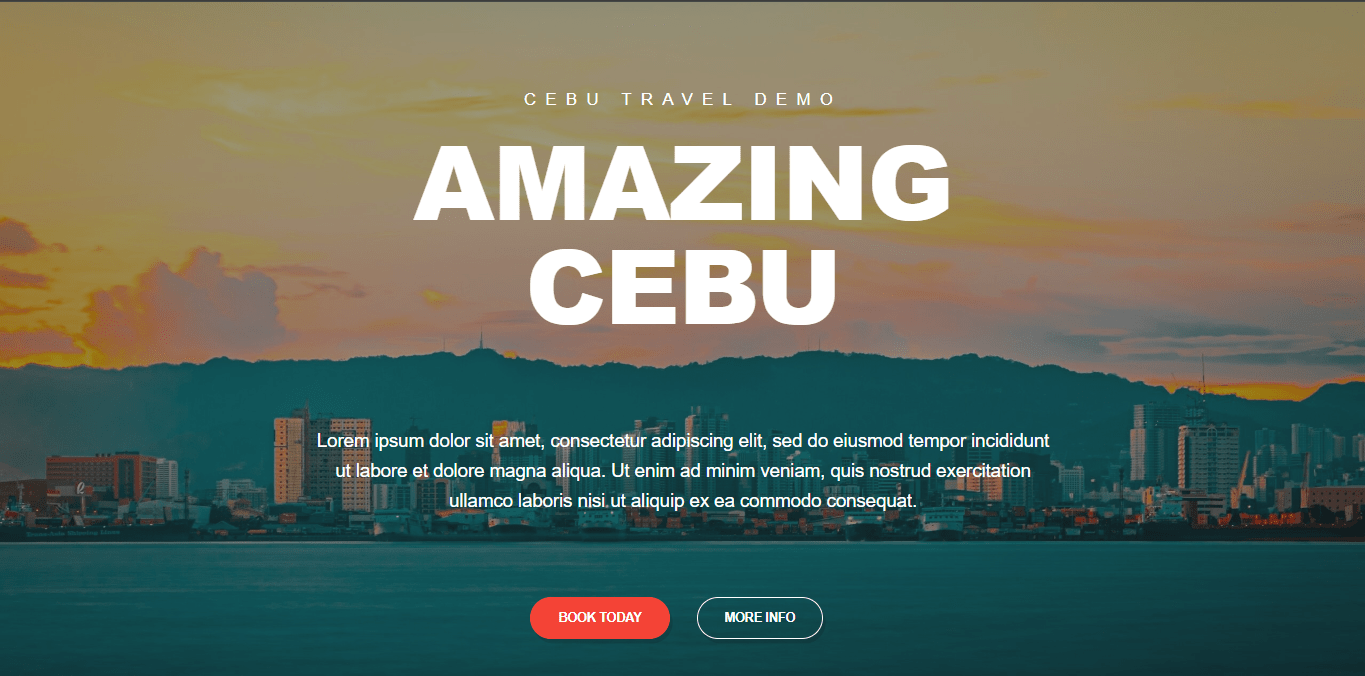 CEBU TRAVEL DEMO
AMAZING
CEBU
Lorem ipsum dolor sit amet, consectetur adipiscing elit, sed do eiusmod tempor incididunt
ut labore et dolore magna aliqua. Ut enim ad minim veniam, quis nostrud exercitation
ullamco laboris nisi ut aliquip ex ea commodo consequat.
BOOK TODAY
MORE INFO